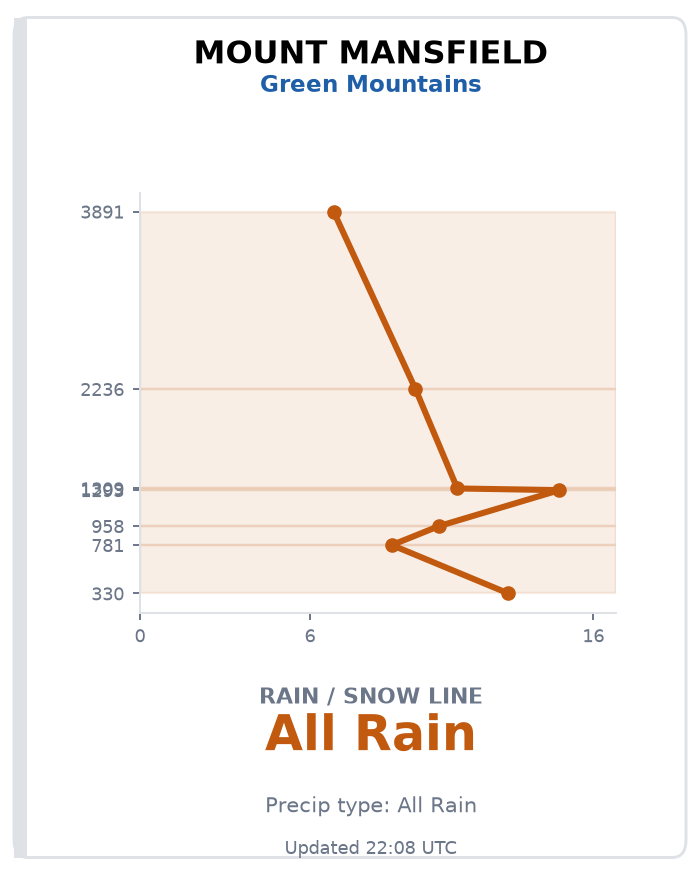 MOUNT MANSFIELD
Green Mountains
3891
2236
958
781
330
0 6 16
RAIN / SNOW LINE
All Rain
Precip type: All Rain
Updated 22:08 UTC